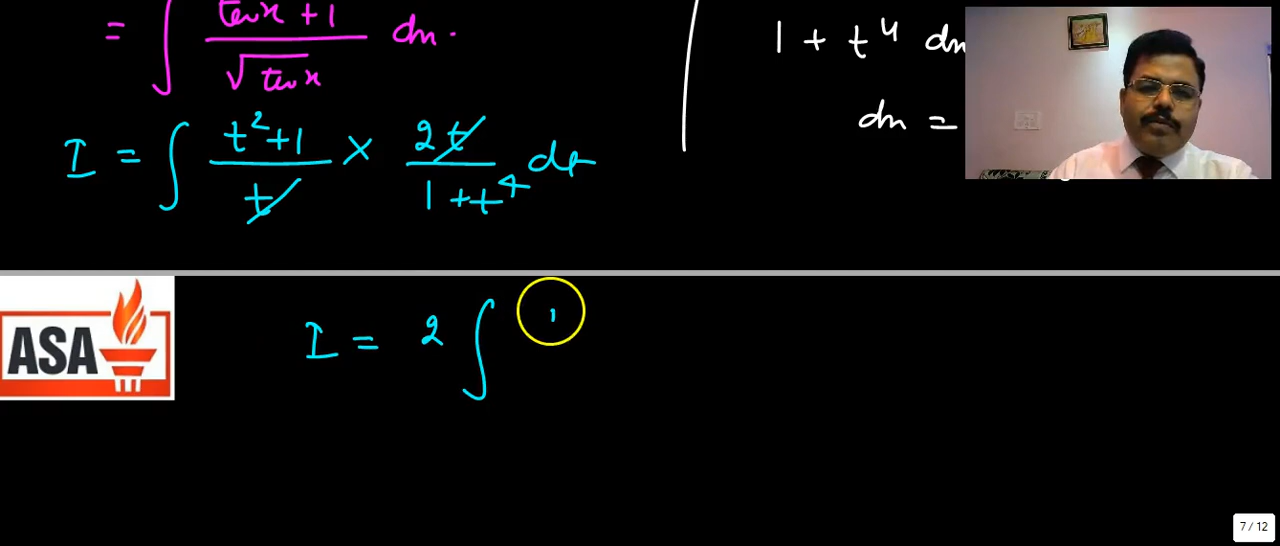 = ∫ (tan x + 1) / √tan x dx.
1 + t⁴ dx
dx =
I = ∫ (t² + 1) / t × 2t / (1 + t⁴) dt
ASA
I = 2 ∫ 1
7 / 12